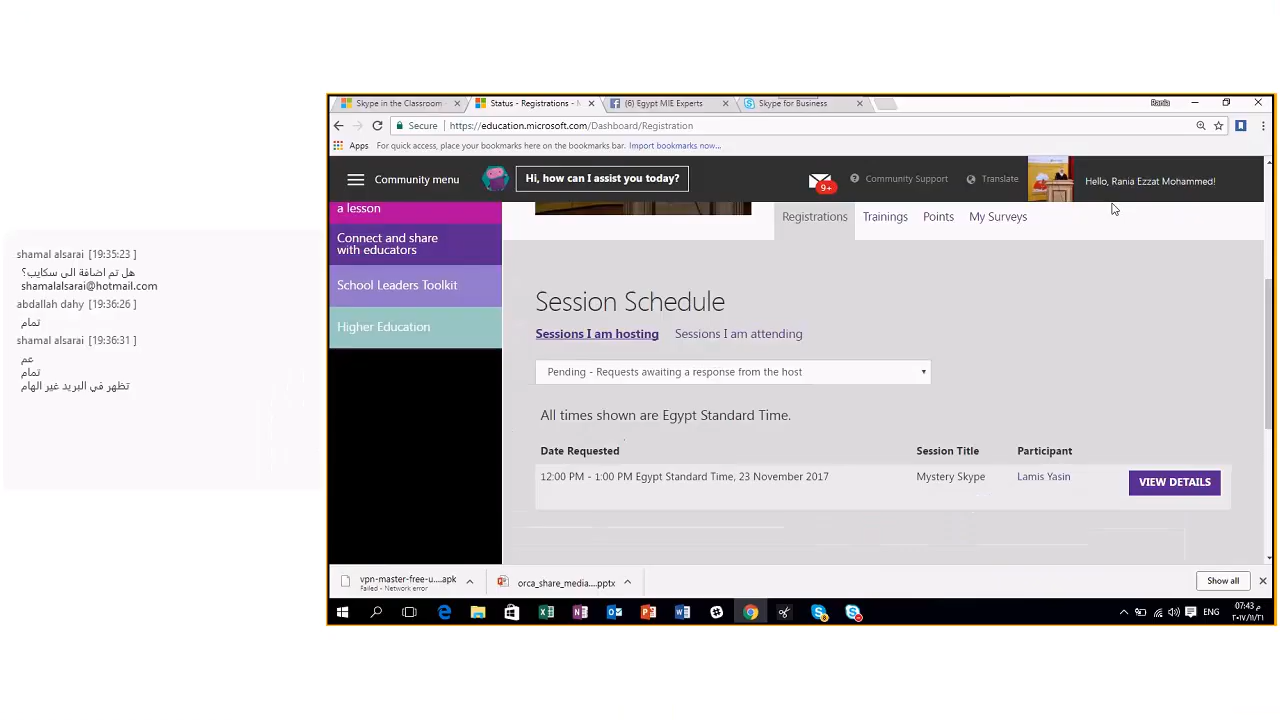 shamal alsarai [19:35:23 ]
هل تم اضافة الى سكايب؟
shamalalsarai@hotmail.com
abdallah dahy [19:36:26 ]
تمام
shamal alsarai [19:36:31 ]
عم
تمام
تظهر في البريد غير الهام
Skype in the Classroom
Status - Registrations - M
(6) Egypt MIE Experts
Skype for Business
Rania
Secure
https://education.microsoft.com/Dashboard/Registration
Apps
For quick access, place your bookmarks here on the bookmarks bar. Import bookmarks now...
Community menu
Hi, how can I assist you today?
9+
Community Support
Translate
Hello, Rania Ezzat Mohammed!
a lesson
Connect and share
with educators
School Leaders Toolkit
Higher Education
Registrations Trainings Points My Surveys
Session Schedule
Sessions I am hosting Sessions I am attending
Pending - Requests awaiting a response from the host
All times shown are Egypt Standard Time.
Date Requested Session Title Participant
12:00 PM - 1:00 PM Egypt Standard Time, 23 November 2017 Mystery Skype Lamis Yasin VIEW DETAILS
vpn-master-free-u....apk
Failed - Network error
orca_share_media....pptx
Show all
ENG
07:43 م
٢٠١٧/١١/٢١